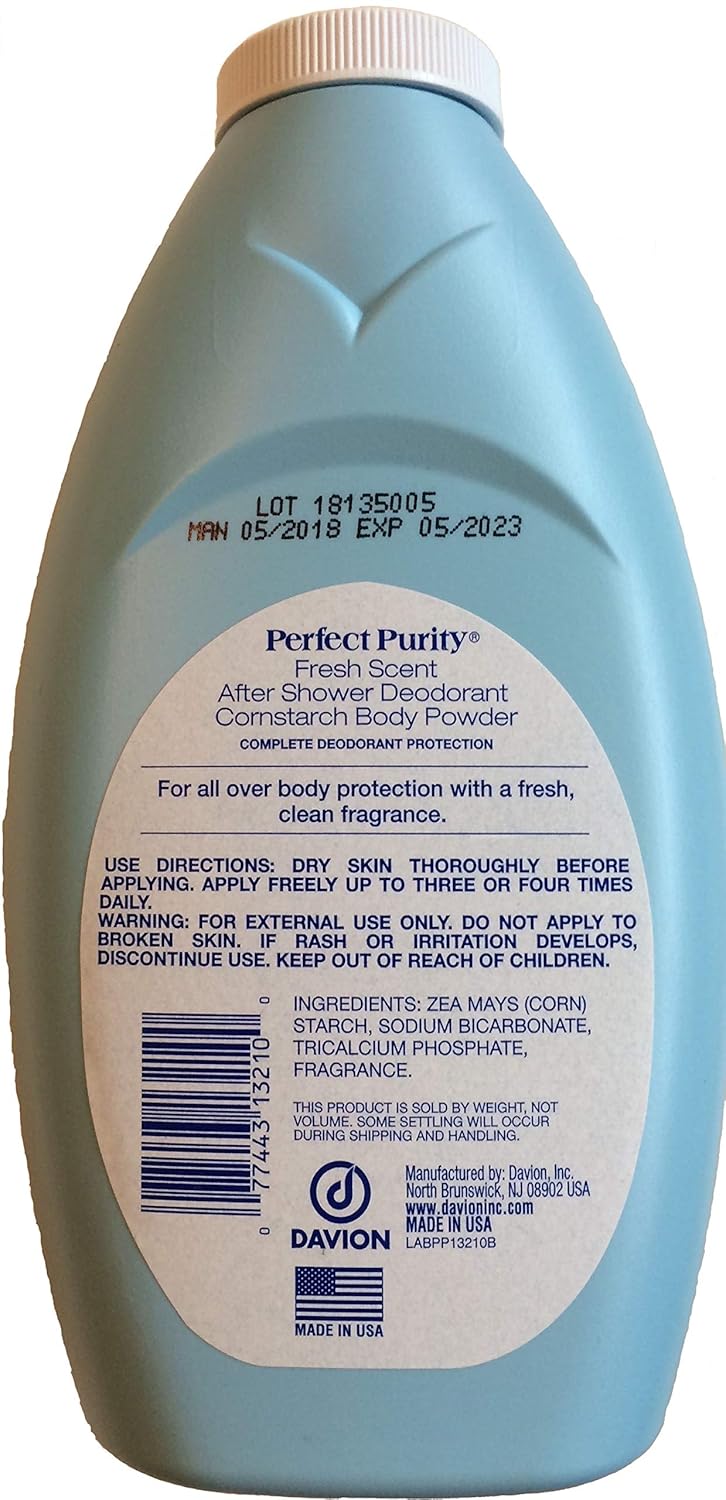 LOT 18135005
MAN 05/2018 EXP 05/2023
Perfect Purity®
Fresh Scent
After Shower Deodorant
Cornstarch Body Powder
COMPLETE DEODORANT PROTECTION
For all over body protection with a fresh,
clean fragrance.
USE DIRECTIONS: DRY SKIN THOROUGHLY BEFORE
APPLYING. APPLY FREELY UP TO THREE OR FOUR TIMES
DAILY.
WARNING: FOR EXTERNAL USE ONLY. DO NOT APPLY TO
BROKEN SKIN. IF RASH OR IRRITATION DEVELOPS,
DISCONTINUE USE. KEEP OUT OF REACH OF CHILDREN.
0 77443 13210 0
INGREDIENTS: ZEA MAYS (CORN)
STARCH, SODIUM BICARBONATE,
TRICALCIUM PHOSPHATE,
FRAGRANCE.
THIS PRODUCT IS SOLD BY WEIGHT, NOT
VOLUME. SOME SETTLING WILL OCCUR
DURING SHIPPING AND HANDLING.
DAVION
Manufactured by: Davion, Inc.
North Brunswick, NJ 08902 USA
www.davioninc.com
MADE IN USA
LABPP13210B
MADE IN USA